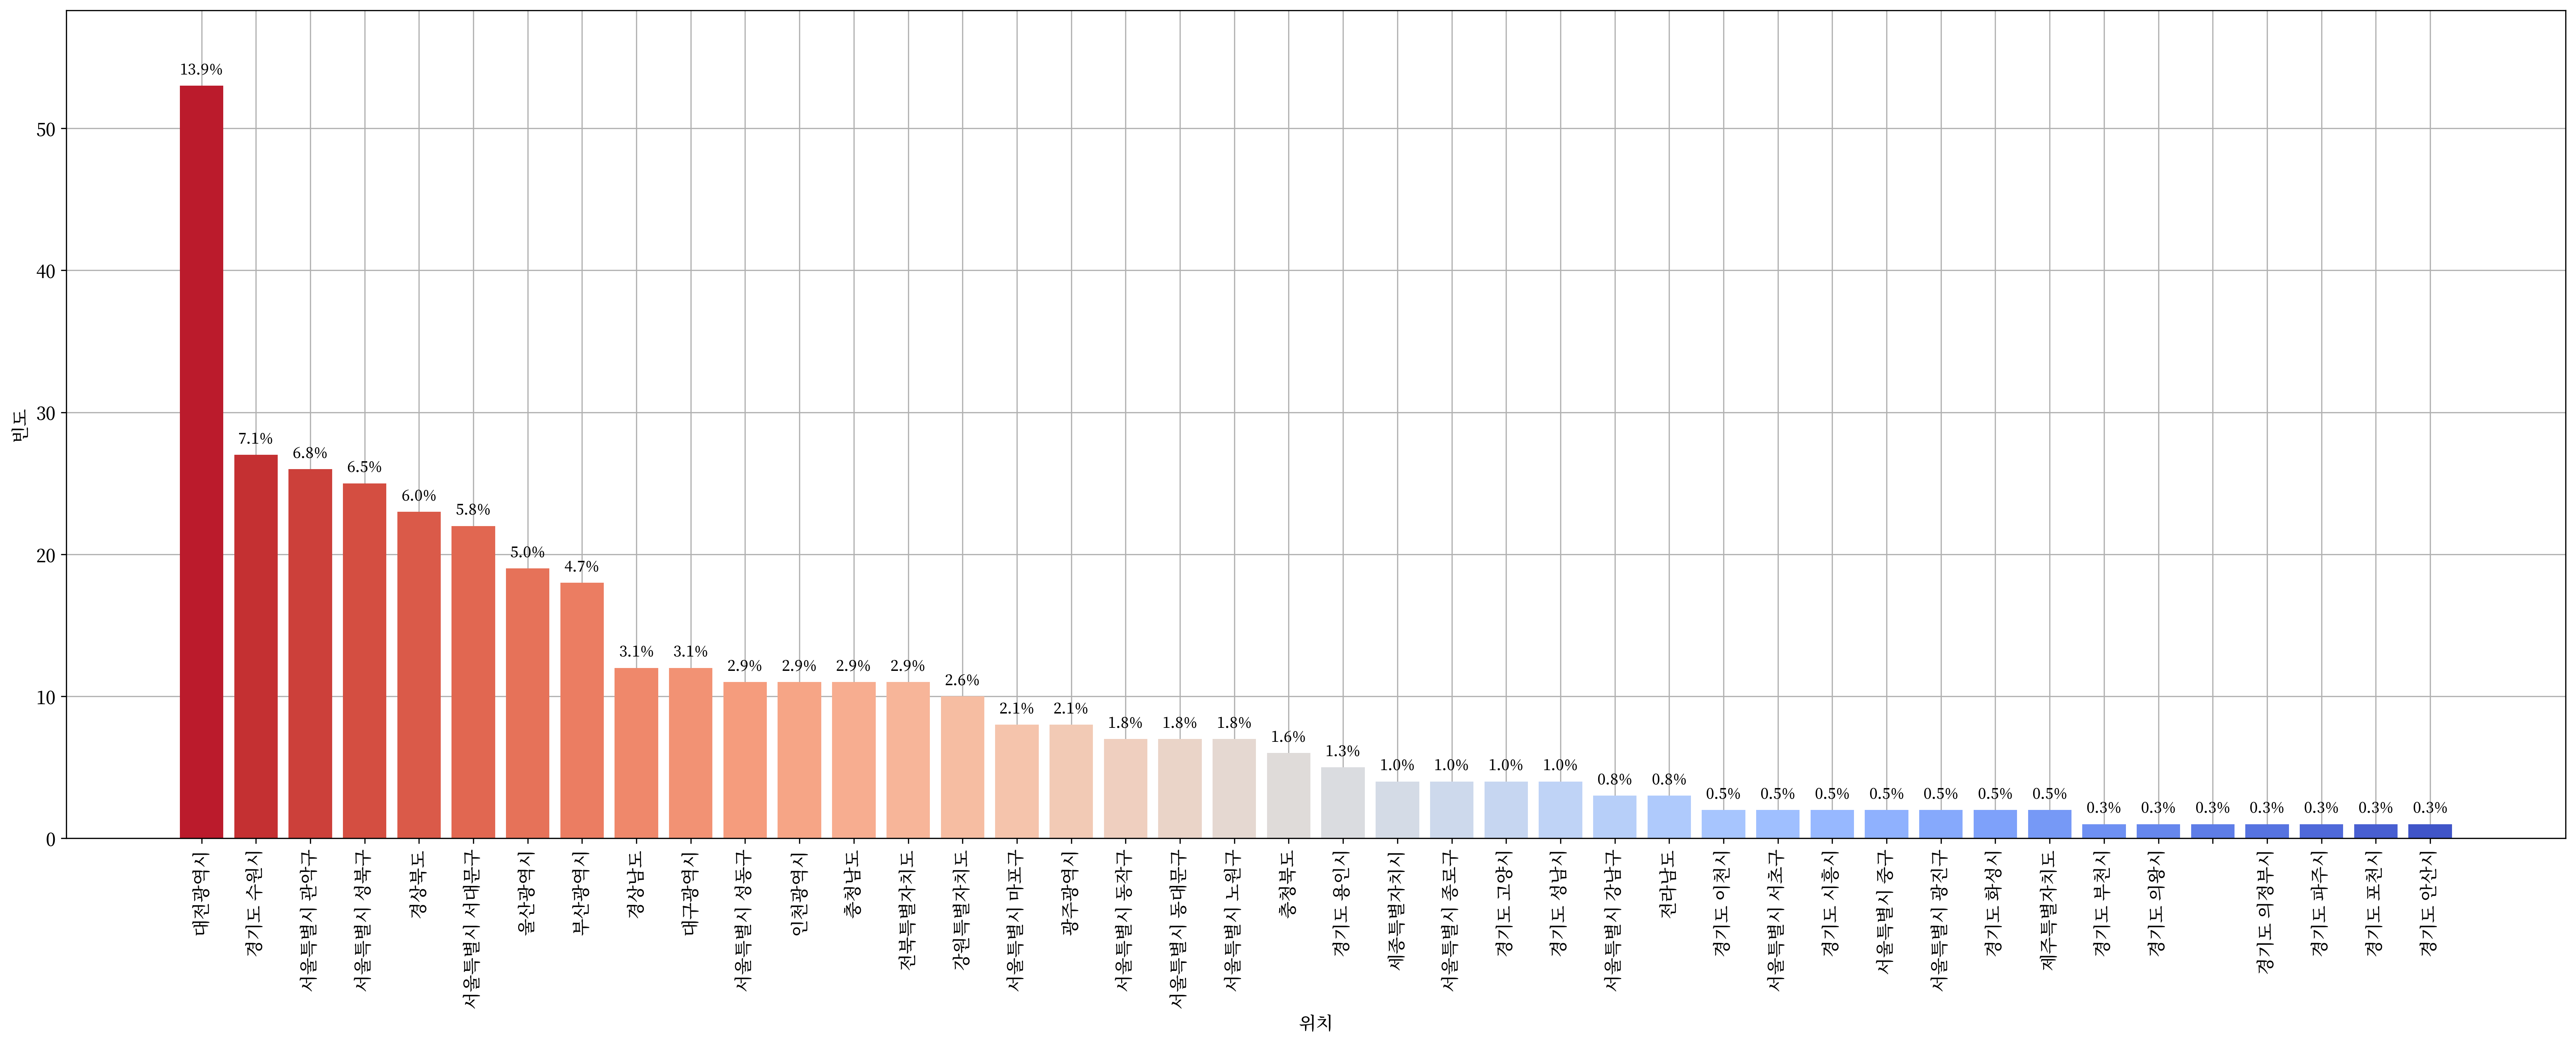 13.9%
7.1%
6.8%
6.5%
6.0%
5.8%
5.0%
4.7%
3.1%
3.1%
2.9%
2.9%
2.9%
2.9%
2.6%
2.1%
2.1%
1.8%
1.8%
1.8%
1.6%
1.3%
1.0%
1.0%
1.0%
1.0%
0.8%
0.8%
0.5%
0.5%
0.5%
0.5%
0.5%
0.5%
0.5%
0.3%
0.3%
0.3%
0.3%
0.3%
0.3%
0.3%
50
40
30
20
10
0
빈도
대전광역시
경기도 수원시
서울특별시 관악구
서울특별시 성북구
경상북도
서울특별시 서대문구
울산광역시
부산광역시
경상남도
대구광역시
서울특별시 성동구
인천광역시
충청남도
전북특별자치도
강원특별자치도
서울특별시 마포구
광주광역시
서울특별시 동작구
서울특별시 동대문구
서울특별시 노원구
충청북도
경기도 용인시
세종특별자치시
서울특별시 종로구
경기도 고양시
경기도 성남시
서울특별시 강남구
전라남도
경기도 이천시
서울특별시 서초구
경기도 시흥시
서울특별시 중구
서울특별시 광진구
경기도 화성시
제주특별자치도
경기도 부천시
경기도 의왕시
경기도 의정부시
경기도 파주시
경기도 포천시
경기도 안산시
위치